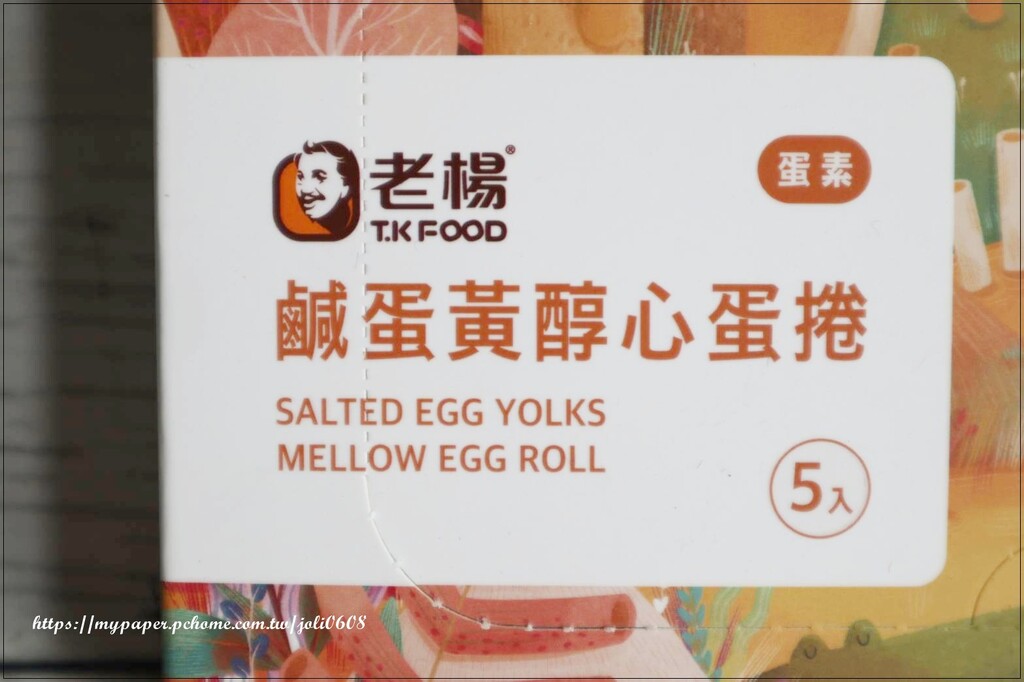 老楊®
T.K FOOD
蛋素
鹹蛋黃醇心蛋捲
SALTED EGG YOLKS
MELLOW EGG ROLL
5入
https://mypaper.pchome.com.tw/joli0608